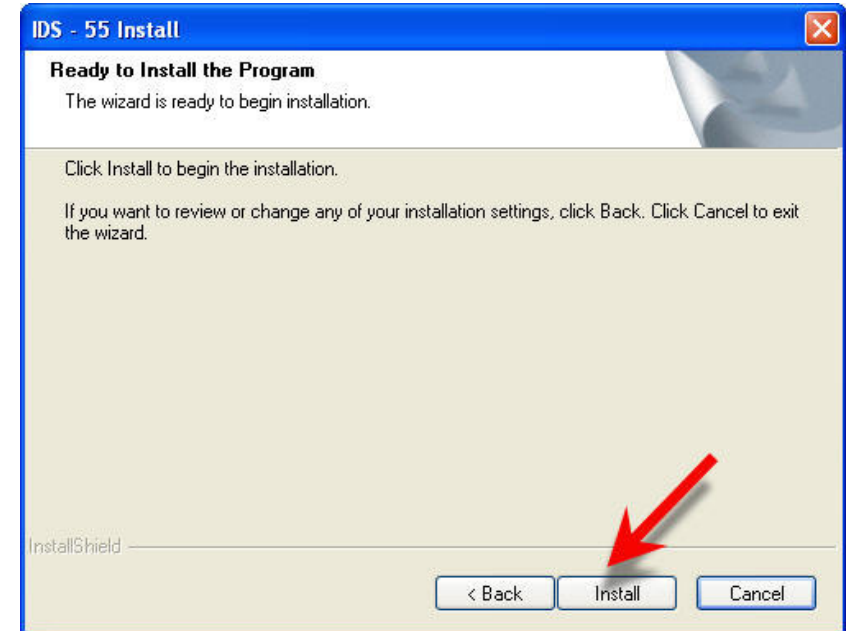 IDS - 55 Install
Ready to Install the Program
The wizard is ready to begin installation.
Click Install to begin the installation.
If you want to review or change any of your installation settings, click Back. Click Cancel to exit
the wizard.
InstallShield
< Back Install Cancel